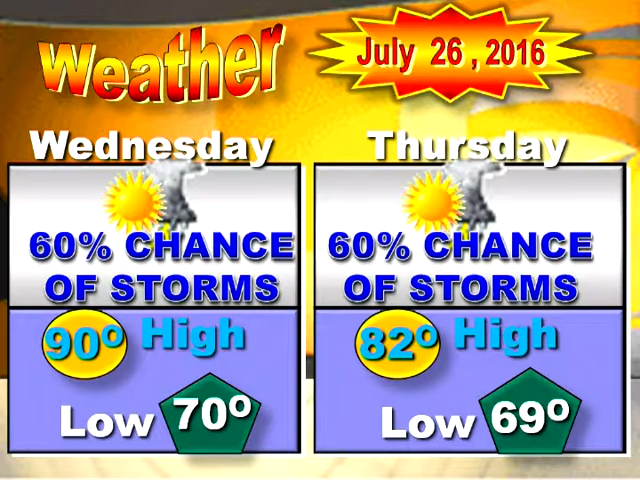 Weather
July 26, 2016
Wednesday
60% CHANCE
OF STORMS
90º High
Low 70º
Thursday
60% CHANCE
OF STORMS
82º High
Low 69º